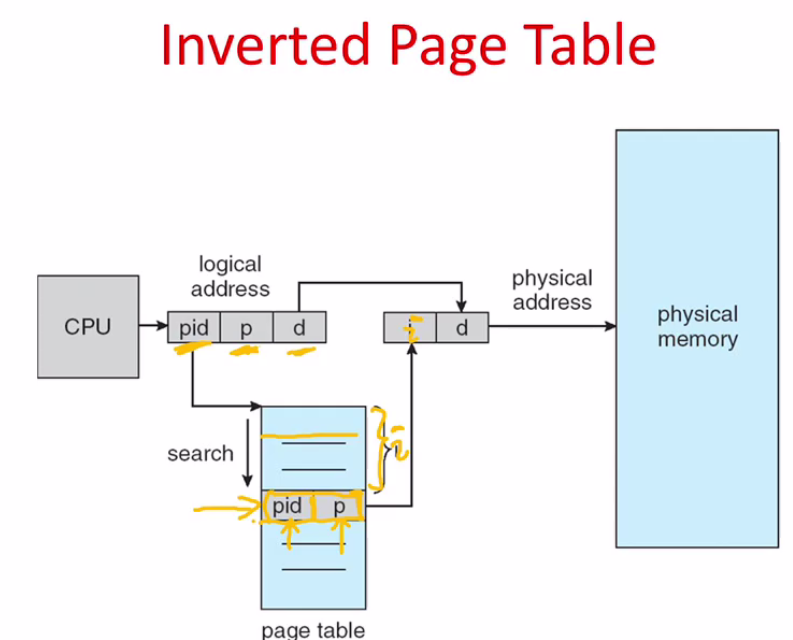 Inverted Page Table
logical
address
physical
address
CPU
pid p d
i d
physical
memory
search
i
pid p
page table